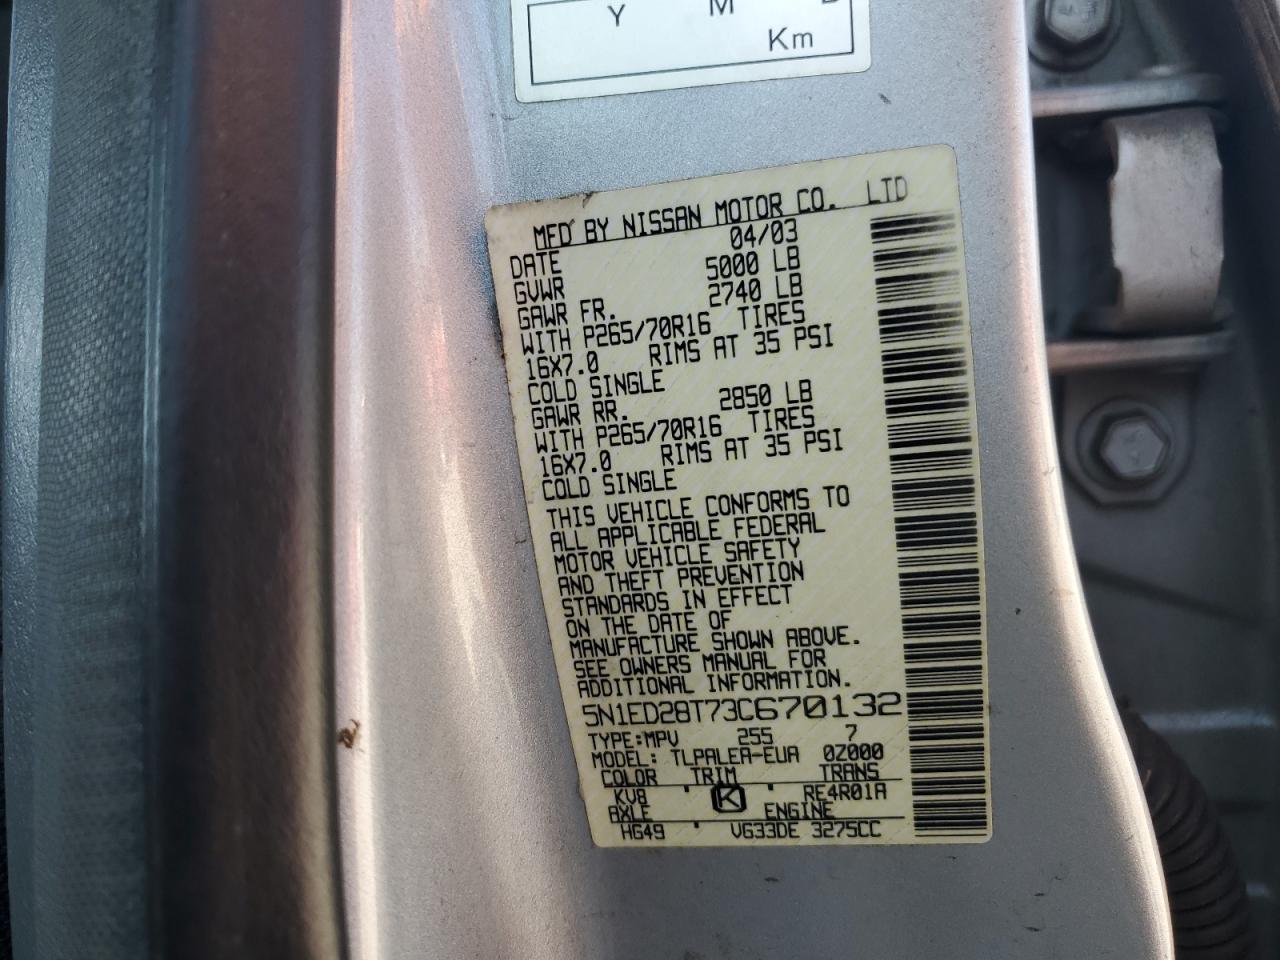 Y M D
Km
MFD BY NISSAN MOTOR CO. LTD
DATE 04/03
GVWR 5000 LB
GAWR FR. 2740 LB
WITH P265/70R16 TIRES
16X7.0 RIMS AT 35 PSI
COLD SINGLE
GAWR RR. 2850 LB
WITH P265/70R16 TIRES
16X7.0 RIMS AT 35 PSI
COLD SINGLE
THIS VEHICLE CONFORMS TO
ALL APPLICABLE FEDERAL
MOTOR VEHICLE SAFETY
AND THEFT PREVENTION
STANDARDS IN EFFECT
ON THE DATE OF
MANUFACTURE SHOWN ABOVE.
SEE OWNERS MANUAL FOR
ADDITIONAL INFORMATION.
5N1ED28T73C670132
TYPE:MPV 255 7
MODEL: TLPALEA-EUA 0Z000
COLOR TRIM TRANS
KV8 K RE4R01A
AXLE ENGINE
HG49 VG33DE 3275CC